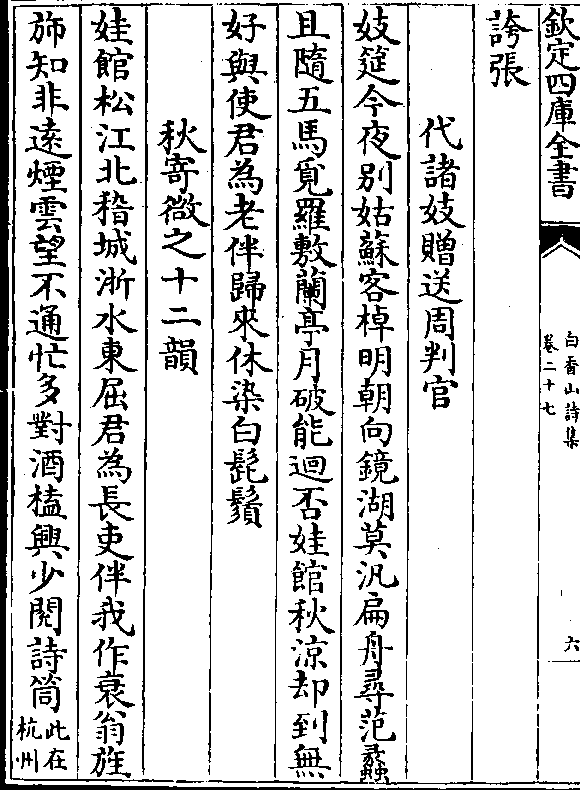 欽定四庫全書
白香山詩集
卷二十七
六
誇張
代諸妓贈送周判官
妓筵今夜別姑蘇客棹明朝向鏡湖莫汎扁舟尋范蠡
且隨五馬覓羅敷蘭亭月破能迴否娃館秋涼却到無
好與使君為老伴歸來休染白髭鬚
秋寄微之十二韻
娃館松江北稽城浙水東屈君為長吏伴我作衰翁旌
斾知非逺煙雲望不通忙多對酒榼興少閱詩筒此在
杭州